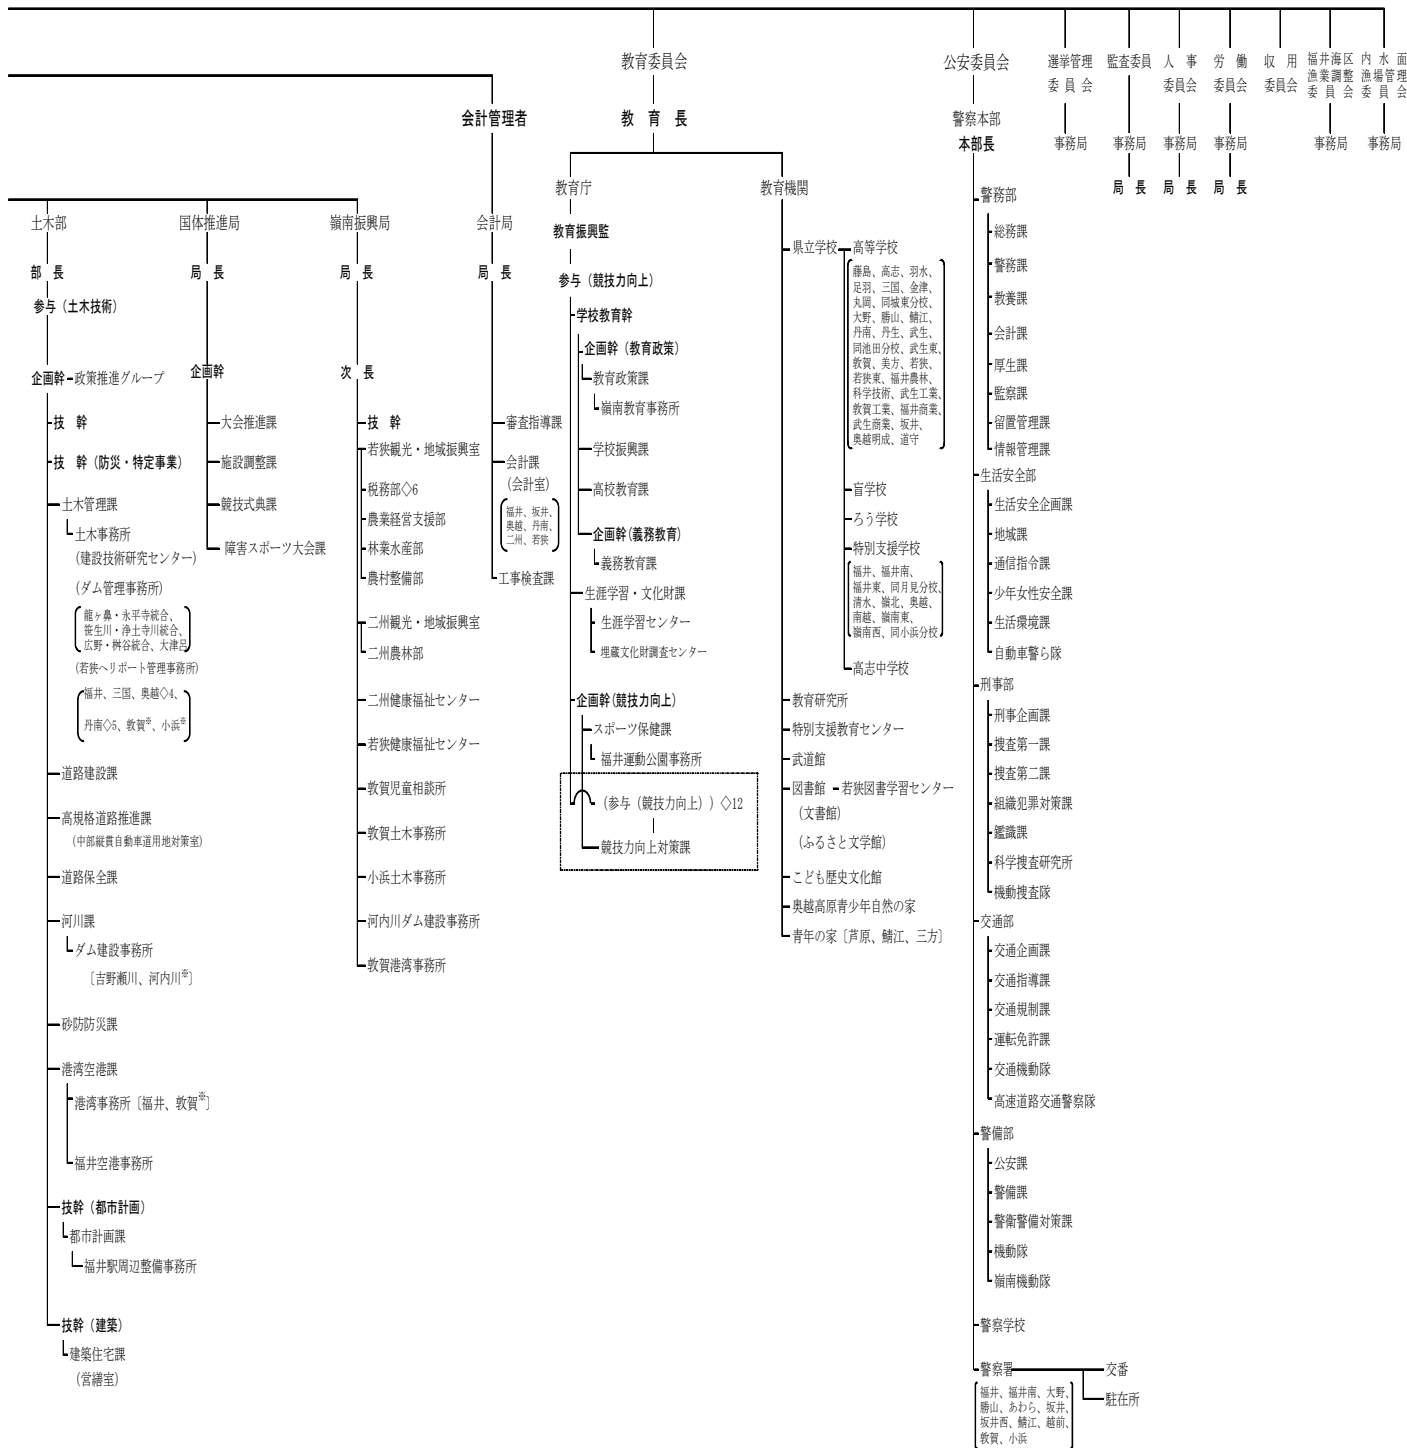 教育委員会
教　育　長
公安委員会
警察本部
本部長
選挙管理
委 員 会
事務局
監査委員
事務局
局　長
人　事
委員会
事務局
局　長
労　働
委員会
事務局
局　長
収　用
委員会
福井海区
漁業調整
委員会
事務局
内水面
漁場管理
委員会
事務局
会計管理者
土木部
部　長
参与（土木技術）
企画幹 政策推進グループ
技　幹
技　幹（防災・特定事業）
土木管理課
土木事務所
(建設技術研究センター)
(ダム管理事務所)
龍ヶ鼻・永平寺統合、
笹生川・浄土寺川統合、
広野・桝谷統合、大津呂
(若狭ヘリポート管理事務所)
福井、三国、奥越◇4、
丹南◇5、敦賀※、小浜※
道路建設課
高規格道路推進課
(中部縦貫自動車道用地対策室)
道路保全課
河川課
ダム建設事務所
〔吉野瀬川、河内川※〕
砂防防災課
港湾空港課
港湾事務所〔福井、敦賀※〕
福井空港事務所
技幹（都市計画）
都市計画課
福井駅周辺整備事務所
技幹（建築）
建築住宅課
(営繕室)
国体推進局
局　長
企画幹
大会推進課
施設調整課
競技式典課
障害スポーツ大会課
嶺南振興局
局　長
次　長
技　幹
若狭観光・地域振興室
税務部◇6
農業経営支援部
林業水産部
農村整備部
二州観光・地域振興室
二州農林部
二州健康福祉センター
若狭健康福祉センター
敦賀児童相談所
敦賀土木事務所
小浜土木事務所
河内川ダム建設事務所
敦賀港湾事務所
会計局
局　長
審査指導課
会計課
(会計室)
福井、坂井、
奥越、丹南、
二州、若狭
工事検査課
教育庁
教育振興監
参与（競技力向上）
学校教育幹
企画幹（教育政策）
教育政策課
嶺南教育事務所
学校振興課
高校教育課
企画幹(義務教育)
義務教育課
生涯学習・文化財課
生涯学習センター
埋蔵文化財調査センター
企画幹(競技力向上)
スポーツ保健課
福井運動公園事務所
(参与（競技力向上）) ◇12
競技力向上対策課
教育機関
県立学校 高等学校
藤島、高志、羽水、
足羽、三国、金津、
丸岡、同城東分校、
大野、勝山、鯖江、
丹南、丹生、武生、
同池田分校、武生東、
敦賀、美方、若狭、
若狭東、福井農林、
科学技術、武生工業、
敦賀工業、福井商業、
武生商業、坂井、
奥越明成、道守
盲学校
ろう学校
特別支援学校
福井、福井南、
福井東、同月見分校、
清水、嶺北、奥越、
南越、嶺南東、
嶺南西、同小浜分校
高志中学校
教育研究所
特別支援教育センター
武道館
図書館 若狭図書学習センター
(文書館)
(ふるさと文学館)
こども歴史文化館
奥越高原青少年自然の家
青年の家〔芦原、鯖江、三方〕
警務部
総務課
警務課
教養課
会計課
厚生課
監察課
留置管理課
情報管理課
生活安全部
生活安全企画課
地域課
通信指令課
少年女性安全課
生活環境課
自動車警ら隊
刑事部
刑事企画課
捜査第一課
捜査第二課
組織犯罪対策課
鑑識課
科学捜査研究所
機動捜査隊
交通部
交通企画課
交通指導課
交通規制課
運転免許課
交通機動隊
高速道路交通警察隊
警備部
公安課
警備課
警衛警備対策課
機動隊
嶺南機動隊
警察学校
警察署 交番
駐在所
福井、福井南、大野、
勝山、あわら、坂井、
坂井西、鯖江、越前、
敦賀、小浜